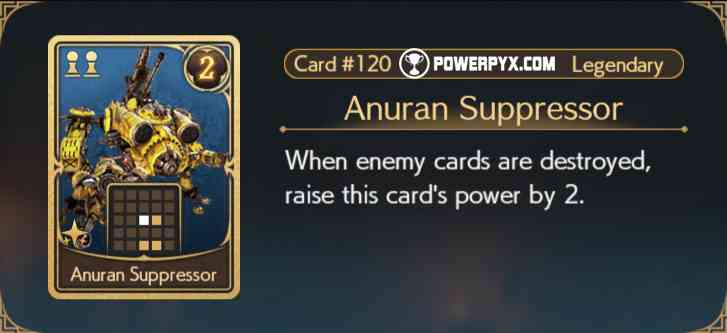 2
Anuran Suppressor
Card #120 POWERPYX.COM Legendary
Anuran Suppressor
When enemy cards are destroyed,
raise this card's power by 2.